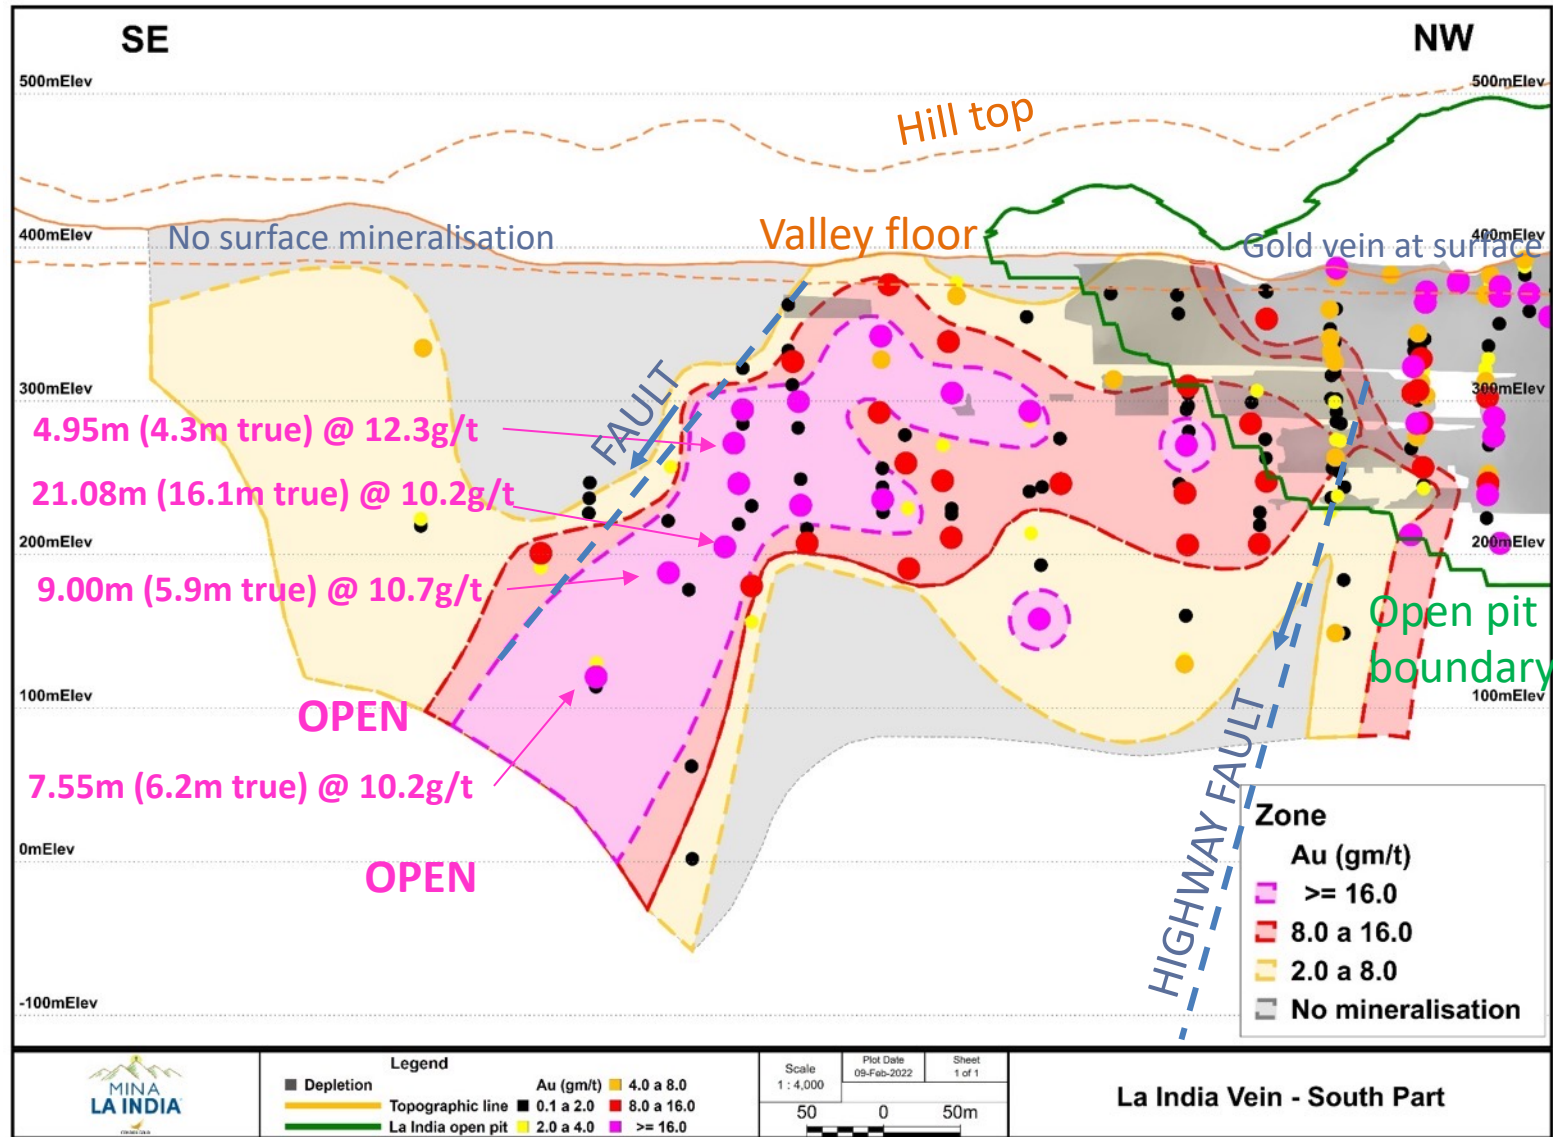 SE
NW
500mElev
500mElev
Hill top
400mElev
No surface mineralisation
Valley floor
400mElev
Gold vein at surface
300mElev
300mElev
FAULT
4.95m (4.3m true) @ 12.3g/t
21.08m (16.1m true) @ 10.2g/t
200mElev
200mElev
9.00m (5.9m true) @ 10.7g/t
Open pit
boundary
100mElev
100mElev
OPEN
HIGHWAY FAULT
7.55m (6.2m true) @ 10.2g/t
0mElev
OPEN
-100mElev
Zone
Au (gm/t)
>= 16.0
8.0 a 16.0
2.0 a 8.0
No mineralisation
MINA
LA INDIA
Legend
Depletion
Topographic line
La India open pit
Au (gm/t)
0.1 a 2.0
2.0 a 4.0
4.0 a 8.0
8.0 a 16.0
>= 16.0
Scale
1 : 4,000
Plot Date
09-Feb-2022
Sheet
1 of 1
50 0 50m
La India Vein - South Part